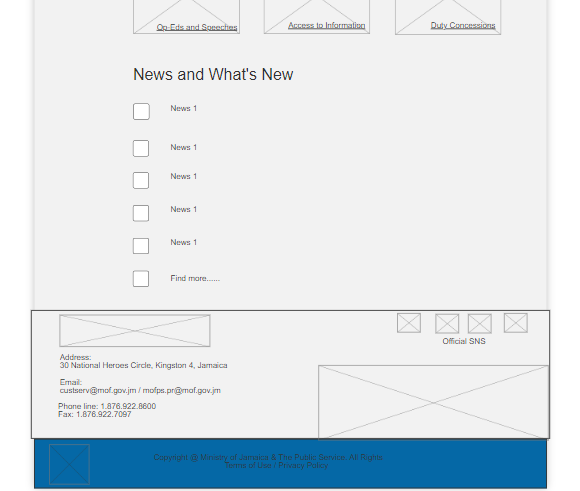 Op-Eds and Speeches
Access to Information
Duty Concessions
News and What's New
News 1
News 1
News 1
News 1
News 1
Find more......
Official SNS
Address:
30 National Heroes Circle, Kingston 4, Jamaica
Email:
custserv@mof.gov.jm / mofps.pr@mof.gov.jm
Phone line: 1.876.922.8600
Fax: 1.876.922.7097
Copyright @ Ministry of Jamaica & The Public Service. All Rights
Terms of Use / Privacy Policy